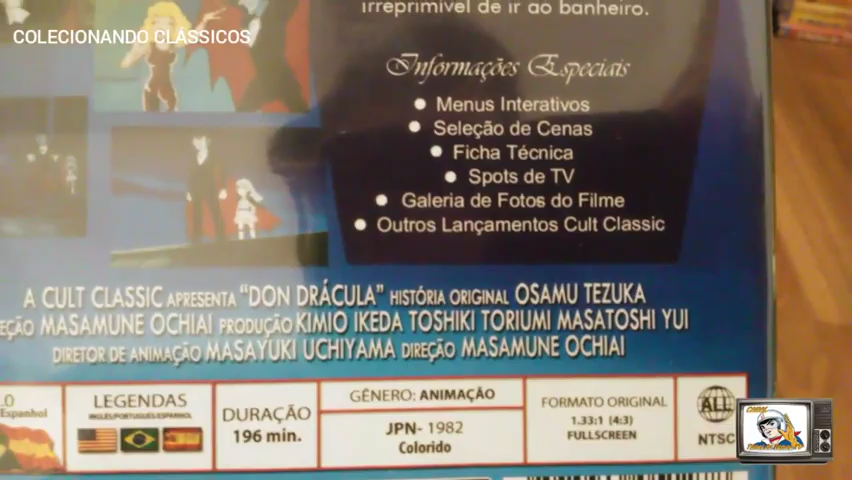 irreprimível de ir ao banheiro.
COLECIONANDO CLÁSSICOS
Informações Especiais
Menus Interativos
Seleção de Cenas
Ficha Técnica
Spots de TV
Galeria de Fotos do Filme
Outros Lançamentos Cult Classic
A CULT CLASSIC APRESENTA "DON DRÁCULA" HISTÓRIA ORIGINAL OSAMU TEZUKA
EÇÃO MASAMUNE OCHIAI PRODUÇÃO KIMIO IKEDA TOSHIKI TORIUMI MASATOSHI YUI
DIRETOR DE ANIMAÇÃO MASAYUKI UCHIYAMA DIREÇÃO MASAMUNE OCHIAI
.0
Espanhol
LEGENDAS
INGLÊS/PORTUGUÊS/ESPANHOL
DURAÇÃO
196 min.
GÊNERO: ANIMAÇÃO
JPN- 1982
Colorido
FORMATO ORIGINAL
1.33:1 (4:3)
FULLSCREEN
ALL
NTSC